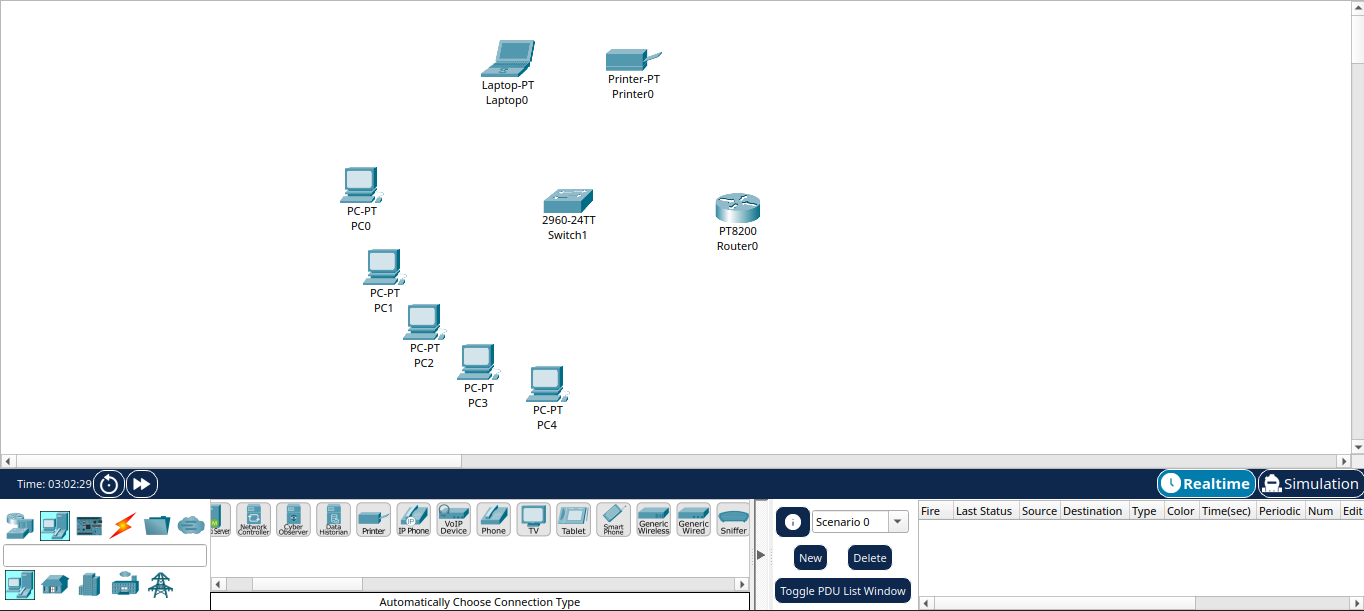 Laptop-PT
Laptop0
Printer-PT
Printer0
PC-PT
PC0
2960-24TT
Switch1
PT8200
Router0
PC-PT
PC1
PC-PT
PC2
PC-PT
PC3
PC-PT
PC4
Time: 03:02:29
Realtime
Simulation
Server
Network Controller
Cyber Observer
Data Historian
Printer
IP Phone
VoIP Device
Phone
TV
Tablet
Smart Phone
Generic Wireless
Generic Wired
Sniffer
Automatically Choose Connection Type
Scenario 0
New
Delete
Toggle PDU List Window
Fire Last Status Source Destination Type Color Time(sec) Periodic Num Edit